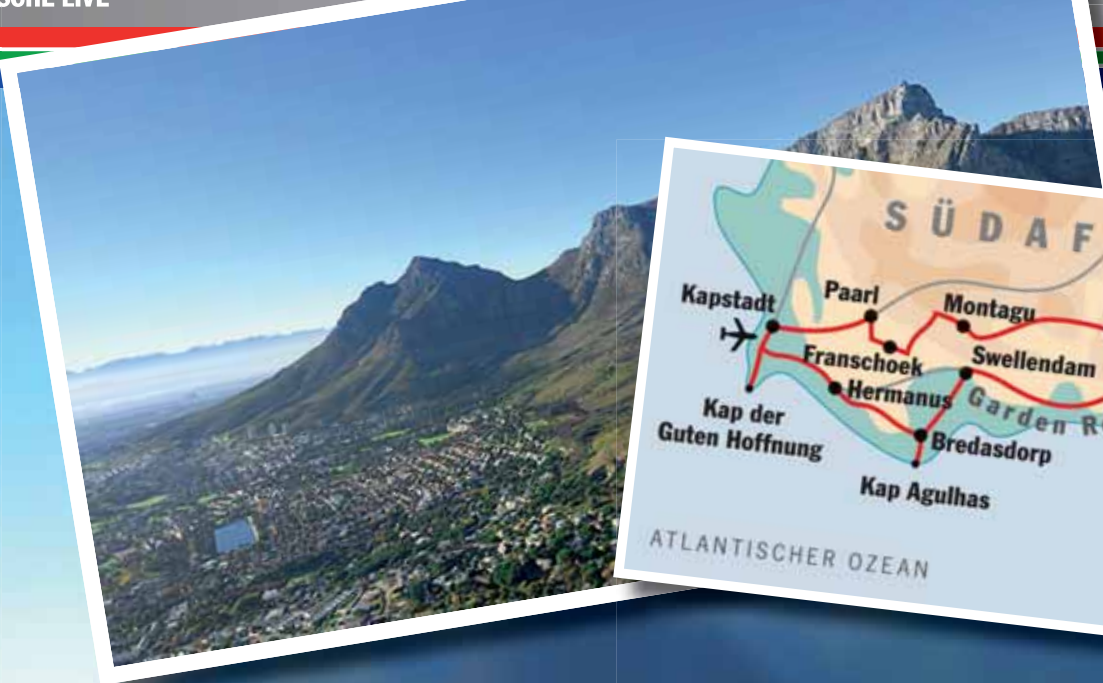 SÜDAF
Kapstadt
Paarl
Montagu
Franschoek
Swellendam
Hermanus
Garden R
Kap der
Guten Hoffnung
Bredasdorp
Kap Agulhas
ATLANTISCHER OZEAN